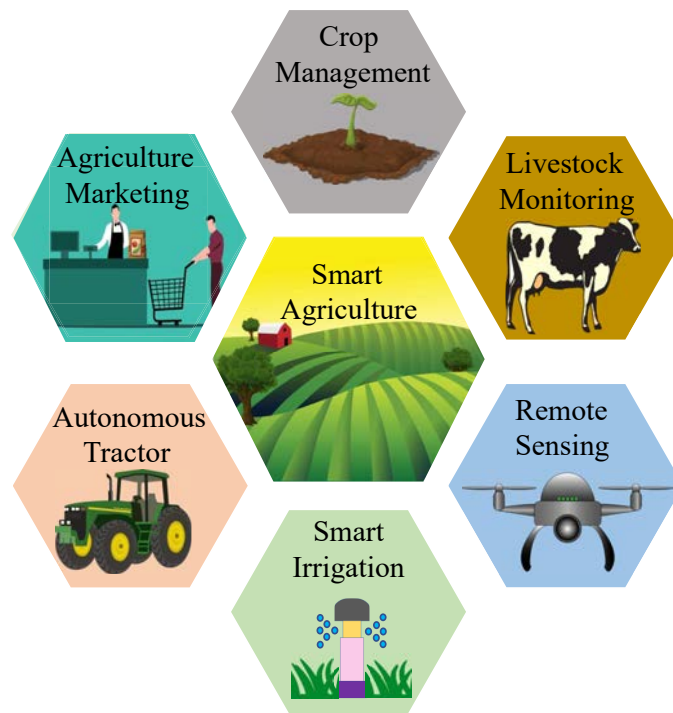 Crop
Management
Agriculture
Marketing
Livestock
Monitoring
Smart
Agriculture
Autonomous
Tractor
Remote
Sensing
Smart
Irrigation